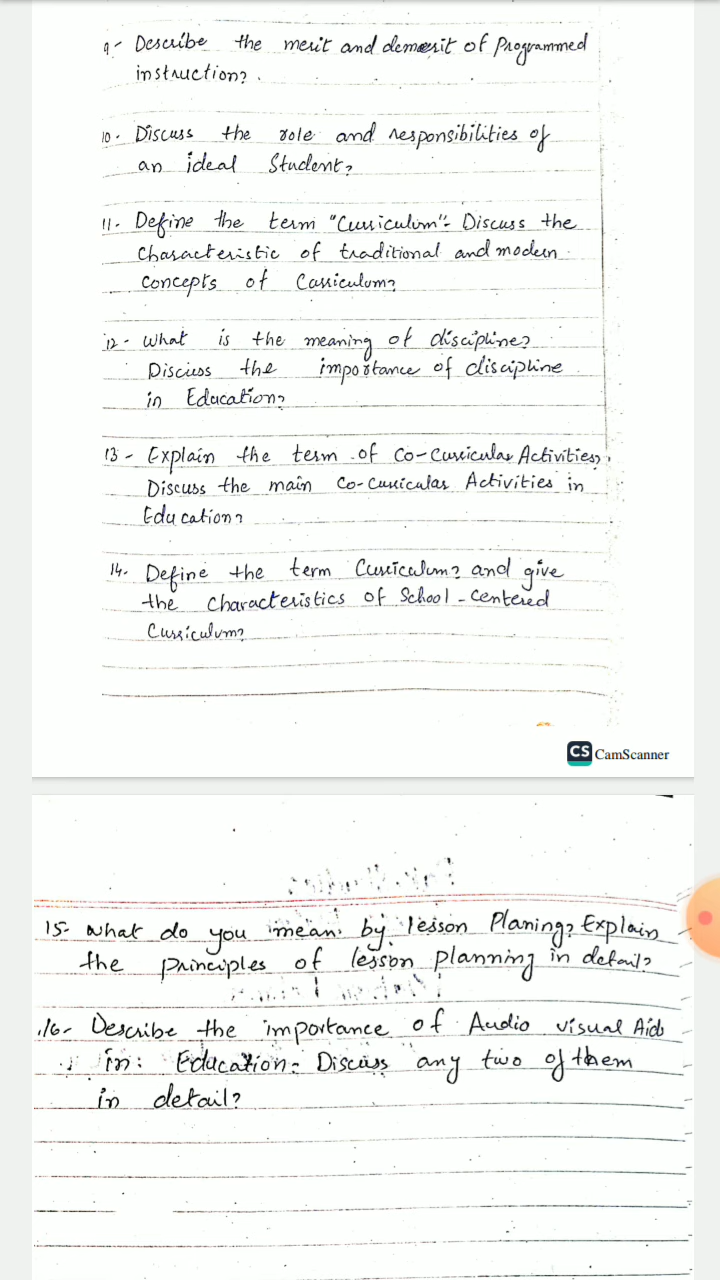 9- Describe the merit and demerit of Programmed
instruction?
10. Discuss the role and responsibilities of
an ideal Student?
11. Define the term "Curriculum". Discuss the
Characteristic of traditional and modern
Concepts of Curriculum?
12- What is the meaning of discipline?
Discuss the importance of discipline
in Education?
13- Explain the term of Co-Curricular Activities?
Discuss the main Co-Curricular Activities in
Education?
14. Define the term Curriculum? and give
the Characteristics of School-Centered
Curriculum?
CS CamScanner
15- What do you mean by lesson Planing? Explain
the principles of lesson planning in detail?
16- Describe the importance of Audio visual Aids
in: Education- Discuss any two of them
in detail?